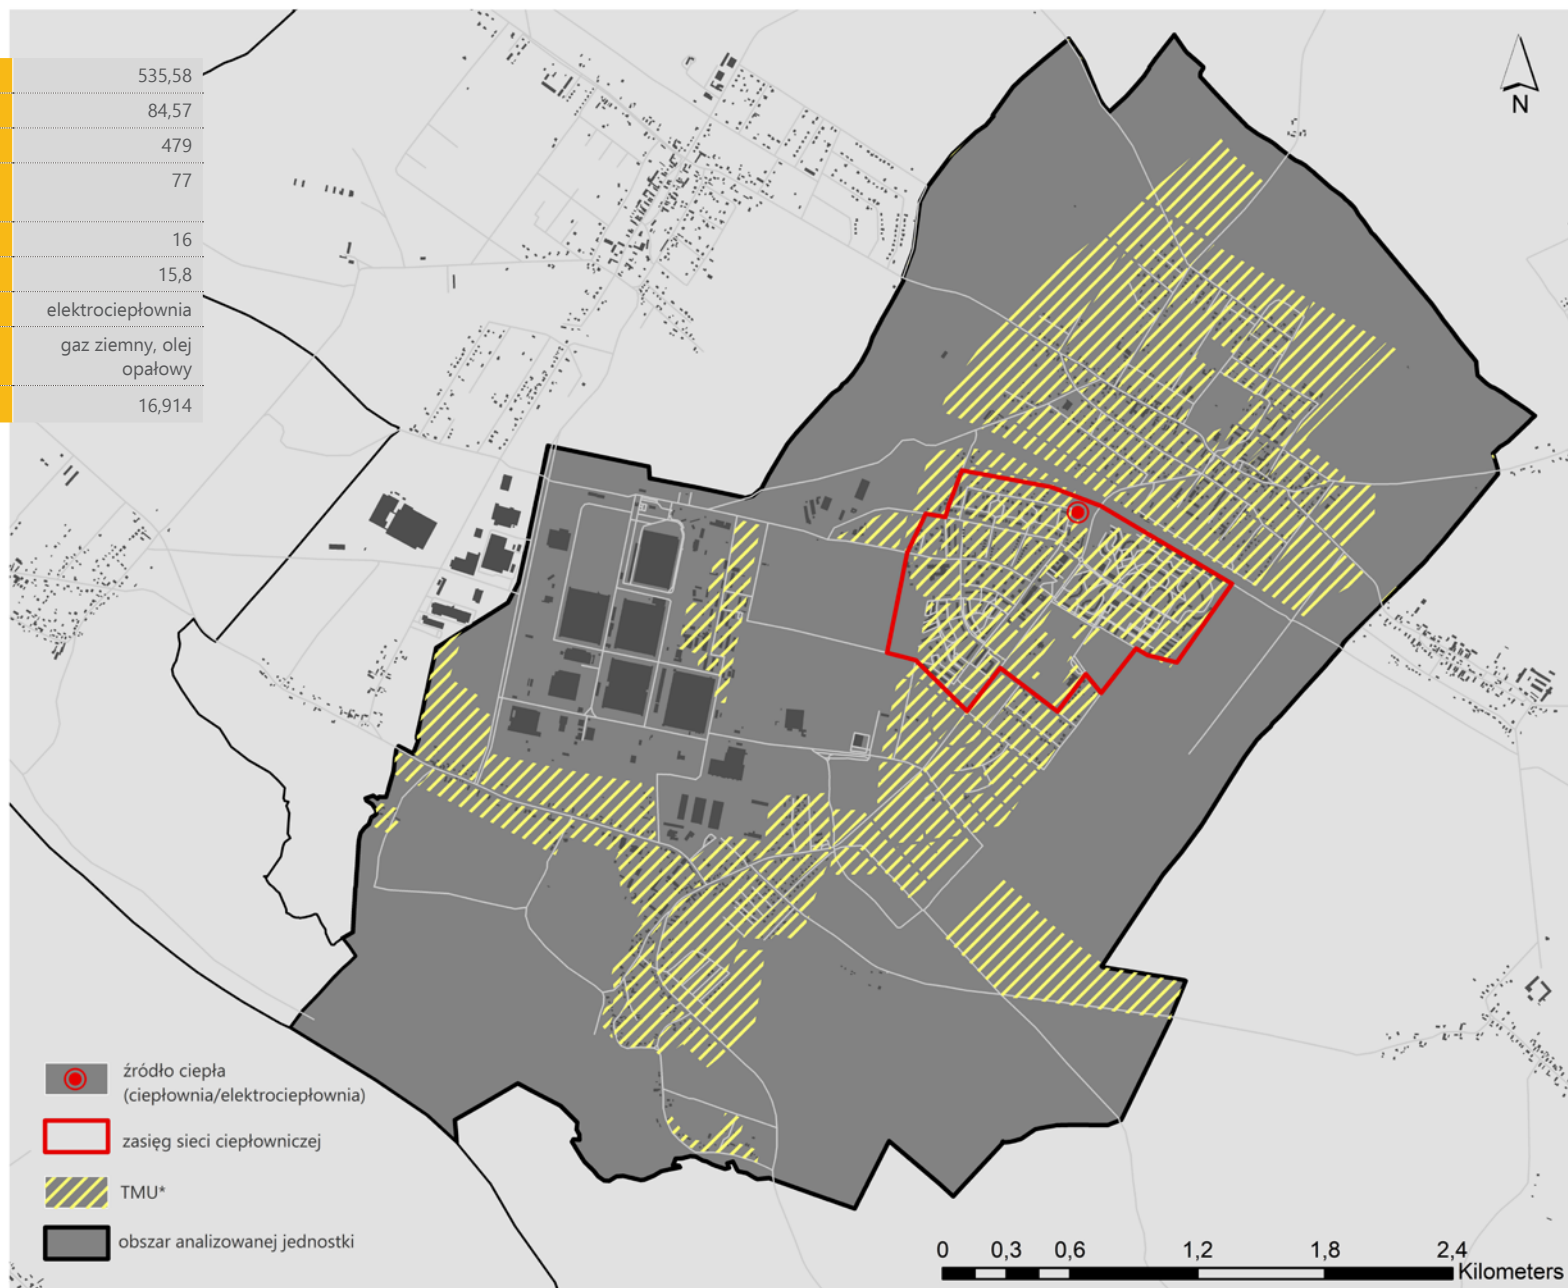 535,58
84,57
479
77
16
15,8
elektrociepłownia
gaz ziemny, olej
opałowy
16,914
N
źródło ciepła
(ciepłownia/elektrociepłownia)
zasięg sieci ciepłowniczej
TMU*
obszar analizowanej jednostki
0 0,3 0,6 1,2 1,8 2,4
Kilometers